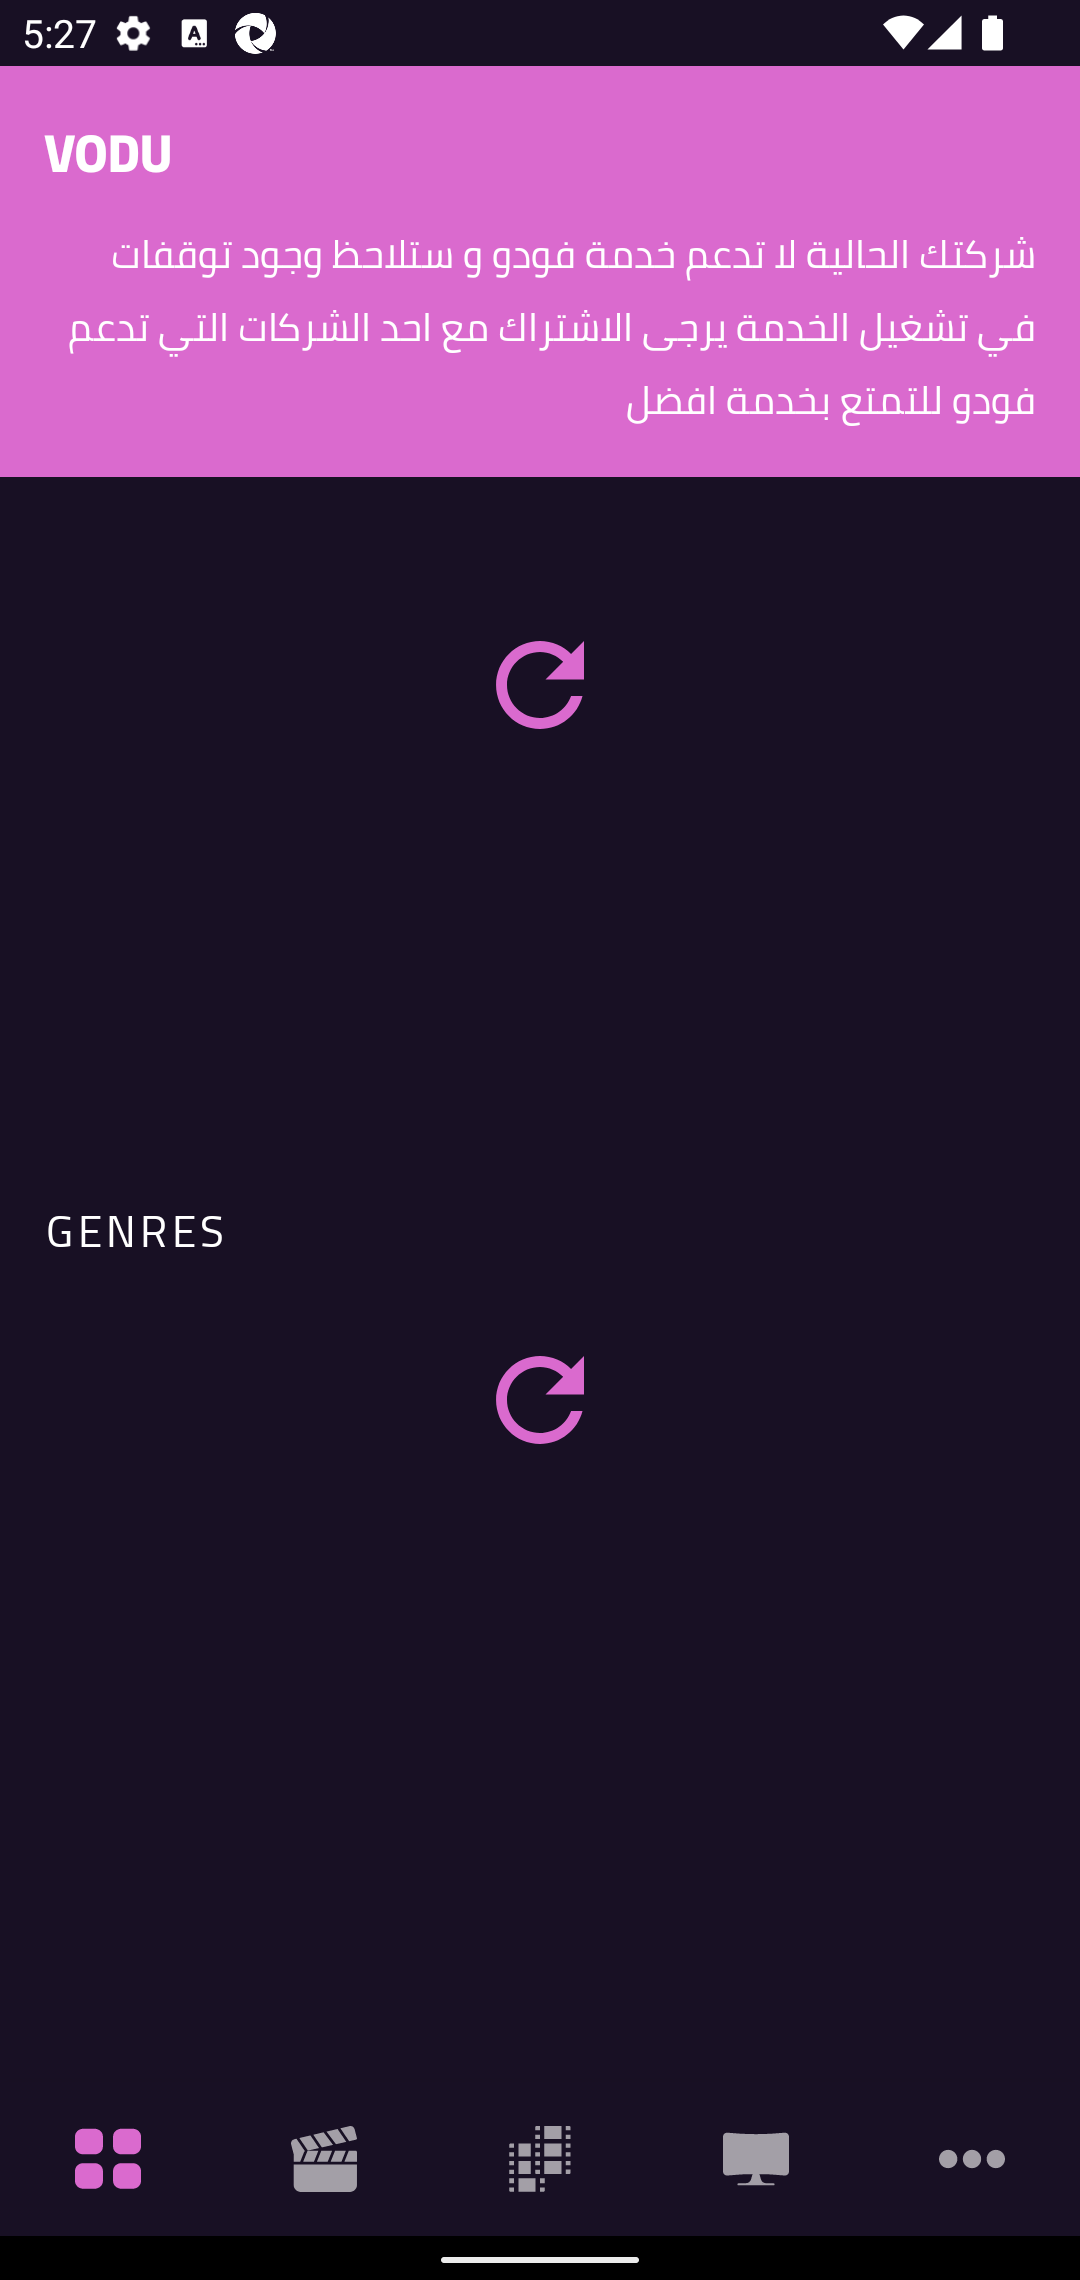 5:27
VODU
شركتك الحالية لا تدعم خدمة فودو و ستلاحظ وجود توقفات
في تشغيل الخدمة يرجى الاشتراك مع احد الشركات التي تدعم
فودو للتمتع بخدمة افضل
GENRES